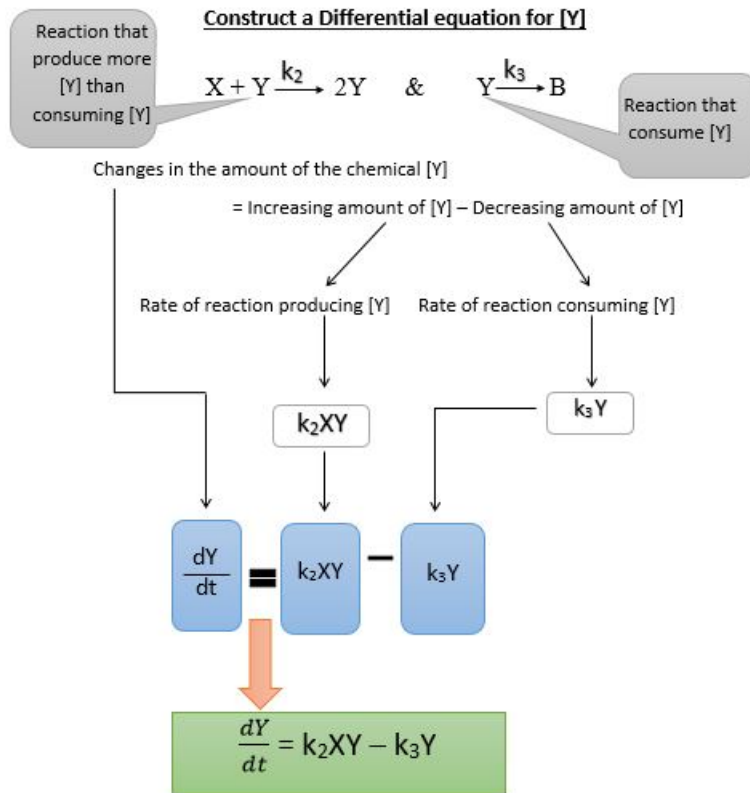 Construct a Differential equation for [Y]
Reaction that
produce more
[Y] than
consuming [Y]
X + Y k₂ → 2Y & Y k₃ → B
Reaction that
consume [Y]
Changes in the amount of the chemical [Y]
= Increasing amount of [Y] – Decreasing amount of [Y]
Rate of reaction producing [Y] Rate of reaction consuming [Y]
k₂XY
k₃Y
dY/dt = k₂XY – k₃Y
dY/dt = k₂XY – k₃Y